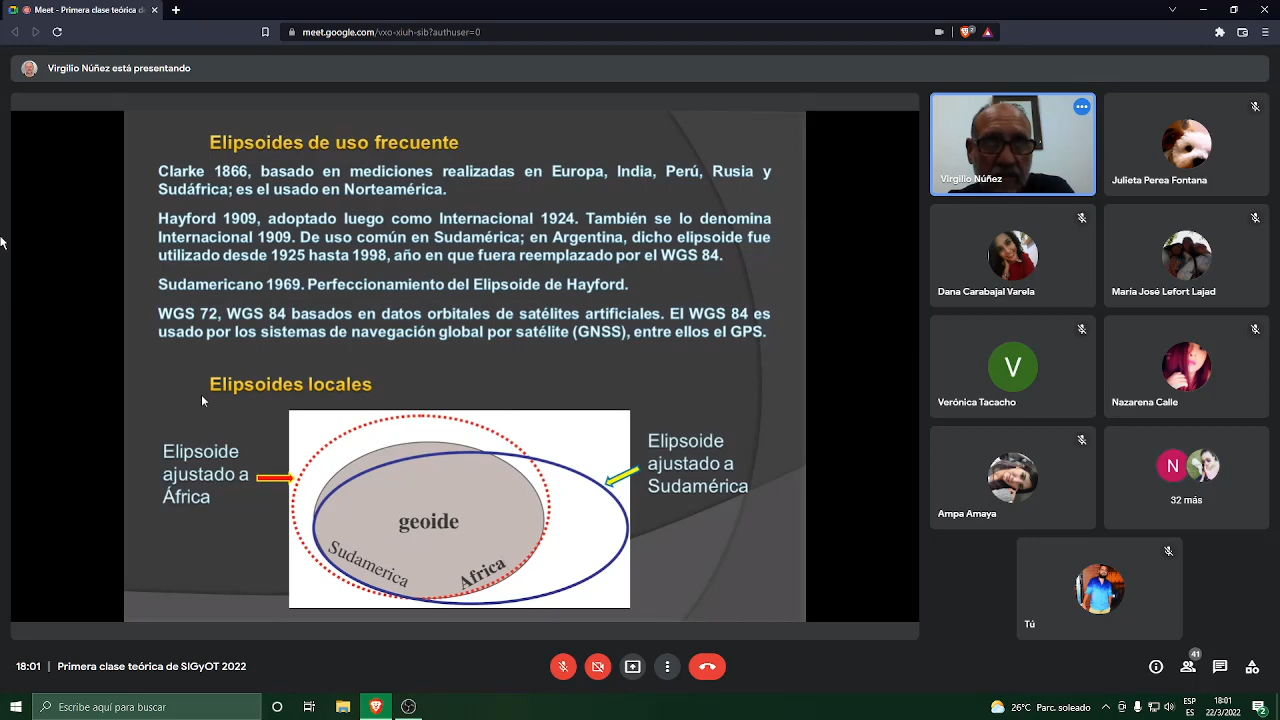 Meet - Primera clase teórica d
meet.google.com/vxo-xiuh-sib?authuser=0
2
Virgilio Núñez está presentando
Elipsoides de uso frecuente
Clarke 1866, basado en mediciones realizadas en Europa, India, Perú, Rusia y
Sudáfrica; es el usado en Norteamérica.
Hayford 1909, adoptado luego como Internacional 1924. También se lo denomina
Internacional 1909. De uso común en Sudamérica; en Argentina, dicho elipsoide fue
utilizado desde 1925 hasta 1998, año en que fuera reemplazado por el WGS 84.
Sudamericano 1969. Perfeccionamiento del Elipsoide de Hayford.
WGS 72, WGS 84 basados en datos orbitales de satélites artificiales. El WGS 84 es
usado por los sistemas de navegación global por satélite (GNSS), entre ellos el GPS.
Elipsoides locales
Elipsoide
ajustado a
África
geoide
Sudamerica
Africa
Elipsoide
ajustado a
Sudamérica
Virgilio Núñez
Julieta Perea Fontana
Dana Carabajal Varela
María José Lefort Lajad
V
Verónica Tacacho
Nazarena Calle
Ampa Amaya
N
32 más
Tú
18:01 | Primera clase teórica de SIGyOT 2022
41
Escribe aquí para buscar
26°C Parc. soleado
ESP
18:01
22/3/2022
2